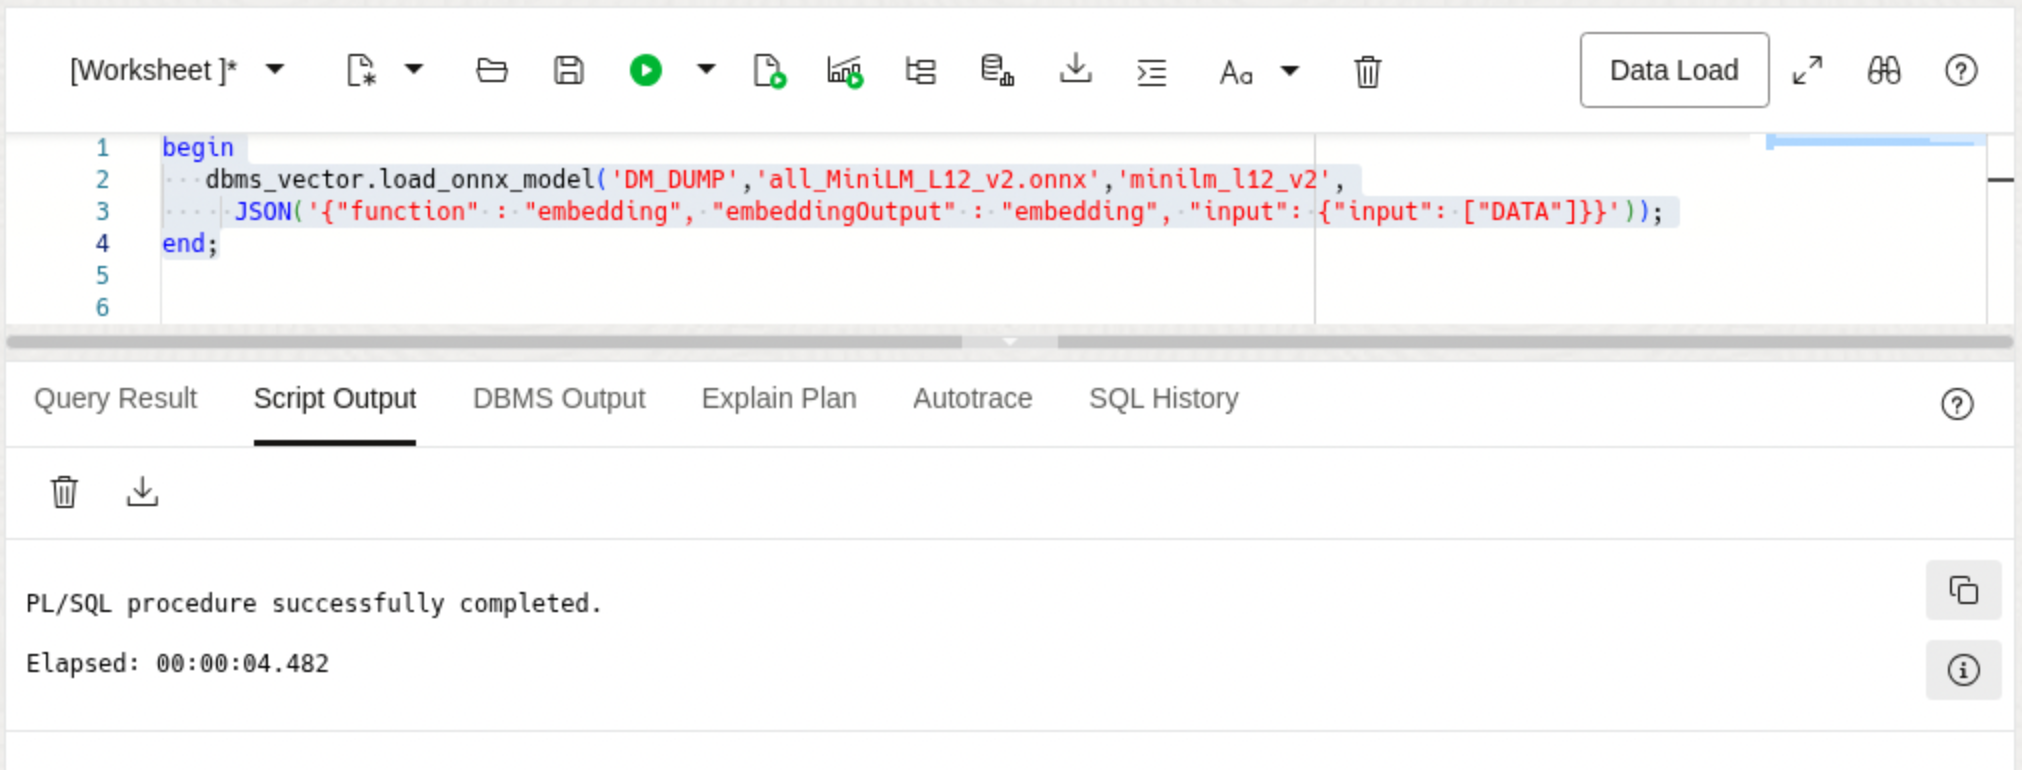 [Worksheet ]*
Aa
Data Load
1 begin
2 dbms_vector.load_onnx_model('DM_DUMP','all_MiniLM_L12_v2.onnx','minilm_l12_v2',
3 JSON('{"function" : "embedding", "embeddingOutput" : "embedding", "input": {"input": ["DATA"]}}'));
4 end;
5
6
Query Result Script Output DBMS Output Explain Plan Autotrace SQL History
PL/SQL procedure successfully completed.
Elapsed: 00:00:04.482